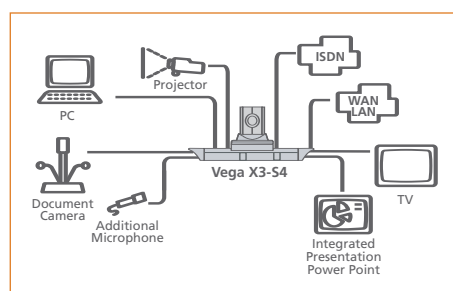 ISDN
Projector
PC
WAN
LAN
Vega X3-S4
Document
Camera
Additional
Microphone
TV
Integrated
Presentation
Power Point